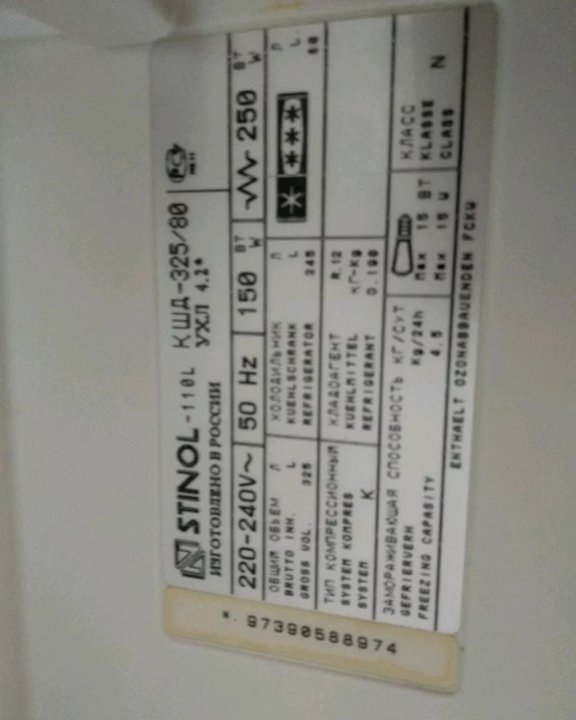 STINOL-110L КШД-325/80
ИЗГОТОВЛЕНО В РОССИИ УХЛ 4.2*
220-240V~ 50 Hz 150 ВТ W 250 ВТ W
ОБЩИЙ ОБЪЕМ Л
BRUTTO INH. L
GROSS VOL. 325
ХОЛОДИЛЬНИК Л
KUEHLSCHRANK L
REFRIGERATOR 245
Л
L
80
ТИП КОМПРЕССИОННЫЙ
SYSTEM KOMPRES
SYSTEM K
ХЛАДОАГЕНТ R.12
KUEHLMITTEL КГ-Kg
REFRIGERANT 0.190
ЗАМОРАЖИВАЮЩАЯ СПОСОБНОСТЬ КГ/СУТ
GEFRIERVERM Kg/24h
FREEZING CAPASITY 4,5
Max 15 ВТ
Max 15 W
КЛАСС
KLASSE
CLASS N
ENTHAELT OZONABBAUENDEN FCKW
*. 97390588974